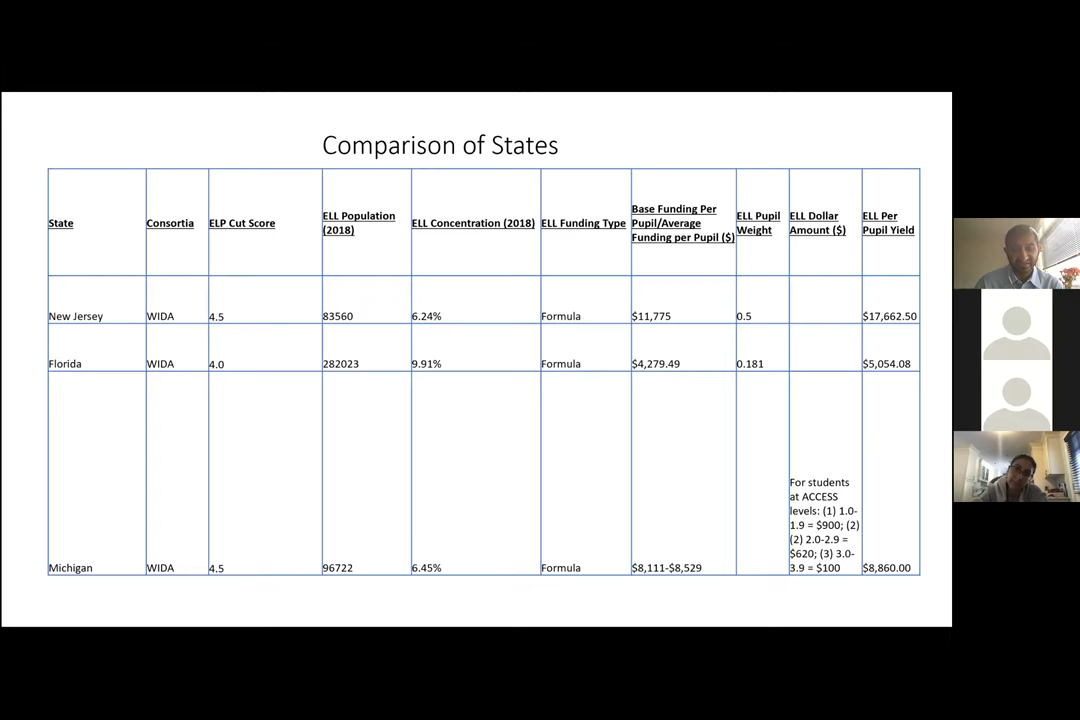 Comparison of States
State
Consortia
ELP Cut Score
ELL Population
(2018)
ELL Concentration (2018)
ELL Funding Type
Base Funding Per
Pupil/Average
Funding per Pupil ($)
ELL Pupil
Weight
ELL Dollar
Amount ($)
ELL Per
Pupil Yield
New Jersey
WIDA
4.5
83560
6.24%
Formula
$11,775
0.5
$17,662.50
Florida
WIDA
4.0
282023
9.91%
Formula
$4,279.49
0.181
$5,054.08
Michigan
WIDA
4.5
96722
6.45%
Formula
$8,111-$8,529
For students
at ACCESS
levels: (1) 1.0-
1.9 = $900; (2)
(2) 2.0-2.9 =
$620; (3) 3.0-
3.9 = $100
$8,860.00